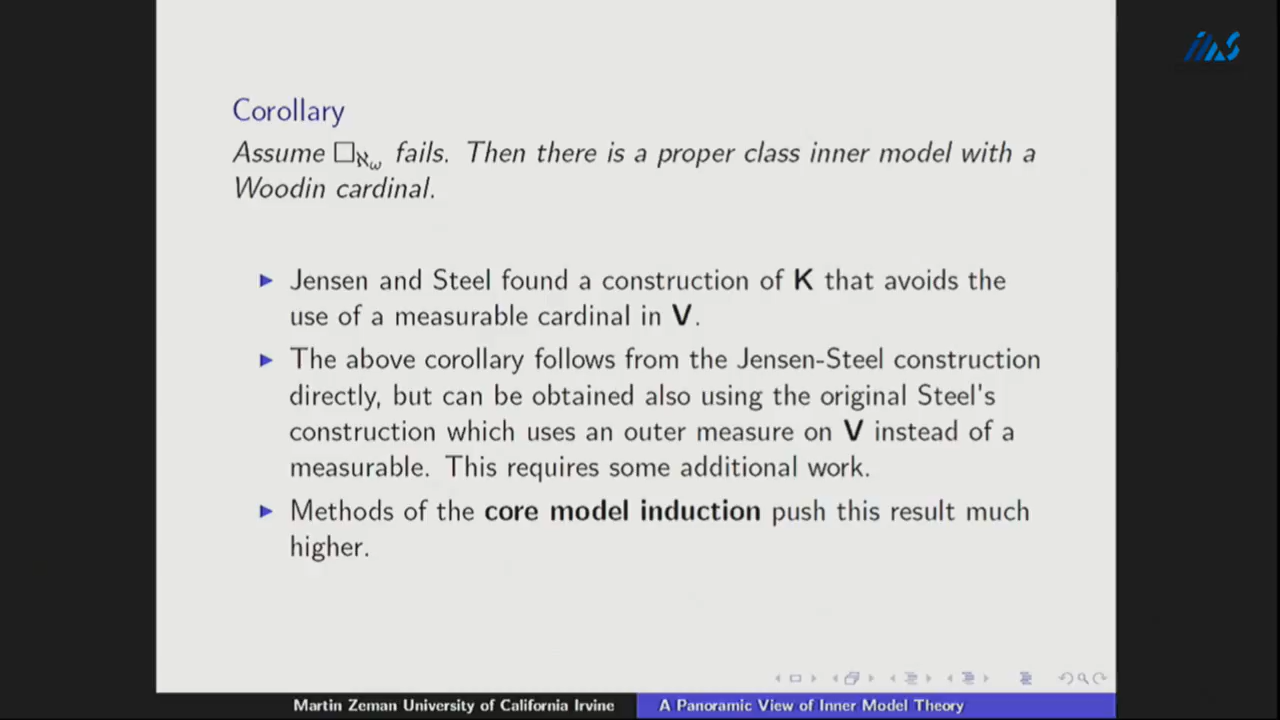 Corollary
Assume □ℵω fails. Then there is a proper class inner model with a
Woodin cardinal.
▶ Jensen and Steel found a construction of K that avoids the
use of a measurable cardinal in V.
▶ The above corollary follows from the Jensen-Steel construction
directly, but can be obtained also using the original Steel's
construction which uses an outer measure on V instead of a
measurable. This requires some additional work.
▶ Methods of the core model induction push this result much
higher.
Martin Zeman University of California Irvine
A Panoramic View of Inner Model Theory